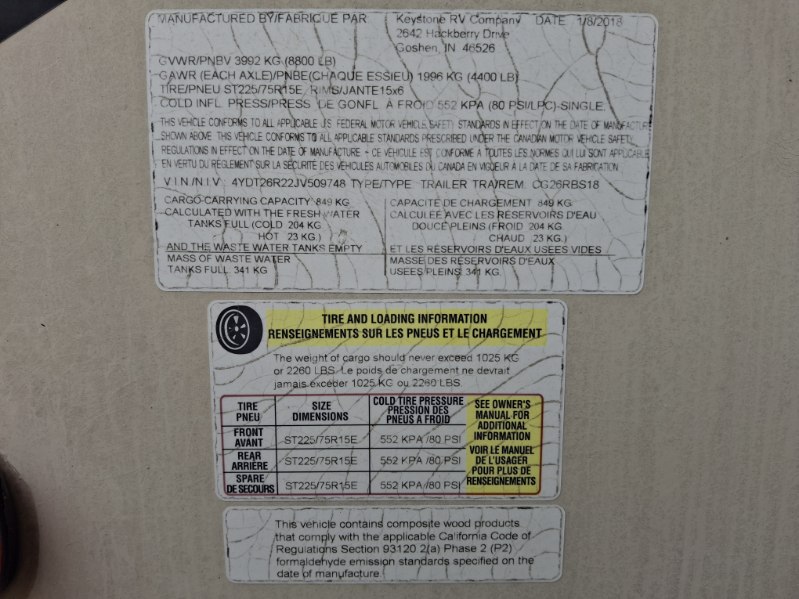 MANUFACTURED BY/FABRIQUE PAR Keystone RV Company DATE 1/8/2018
2642 Hackberry Drive
Goshen, IN 46526
GVWR/PNBV 3992 KG (8800 LB)
GAWR (EACH AXLE)/PNBE(CHAQUE ESSIEU) 1996 KG (4400 LB)
TIRE/PNEU ST225/75R15E, RIMS/JANTE15x6
COLD INFL. PRESS/PRESS. DE GONFL A FROID 552 KPA (80 PSI/LPC)-SINGLE.
THIS VEHICLE CONFORMS TO ALL APPLICABLE U.S. FEDERAL MOTOR VEHICLE SAFETY STANDARDS IN EFFECT ON THE DATE OF MANUFACTURE
SHOWN ABOVE THIS VEHICLE CONFORMS TO ALL APPLICABLE STANDARDS PRESCRIBED UNDER THE CANADIAN MOTOR VEHICLE SAFETY
REGULATIONS IN EFFECT ON THE DATE OF MANUFACTURE - CE VEHICULE EST CONFORME A TOUTES LES NORMES QUI LUI SONT APPLICABLE
EN VERTU DU REGLEMENT SUR LA SÉCURITÉ DES VÉHICULES AUTOMOBILES DU CANADA EN VIGUEUR A LA DATE DE SA FABRICATION
V I N /N I V 4YDT26R22JV509748 TYPE/TYPE TRAILER TRA/REM. CG26RBS18
CARGO-CARRYING CAPACITY 849 KG
CALCULATED WITH THE FRESH WATER
TANKS FULL (COLD 204 KG
HOT 23 KG.)
AND THE WASTE WATER TANKS EMPTY
MASS OF WASTE WATER
TANKS FULL 341 KG
CAPACITÉ DE CHARGEMENT 849 KG
CALCULÉE AVEC LES RÉSERVOIRS D'EAU
DOUCE PLEINS (FROID 204 KG
CHAUD 23 KG.)
ET LES RÉSERVOIRS D'EAUX USÉES VIDES
MASSE DES RÉSERVOIRS D'EAUX
USÉES PLEINS 341 KG.
TIRE AND LOADING INFORMATION
RENSEIGNEMENTS SUR LES PNEUS ET LE CHARGEMENT
The weight of cargo should never exceed 1025 KG
or 2260 LBS. Le poids de chargement ne devrait
jamais excéder 1025 KG ou 2260 LBS
TIRE
PNEU
SIZE
DIMENSIONS
COLD TIRE PRESSURE
PRESSION DES
PNEUS A FROID
SEE OWNER'S
MANUAL FOR
ADDITIONAL
INFORMATION
VOIR LE MANUEL
DE L'USAGER
POUR PLUS DE
RENSEIGNEMENTS
FRONT
AVANT
ST225/75R15E
552 KPA /80 PSI
REAR
ARRIÈRE
ST225/75R15E
552 KPA /80 PSI
SPARE
DE SECOURS
ST225/75R15E
552 KPA /80 PSI
This vehicle contains composite wood products
that comply with the applicable California Code of
Regulations Section 93120 2(a) Phase 2 (P2)
formaldehyde emission standards specified on the
date of manufacture.